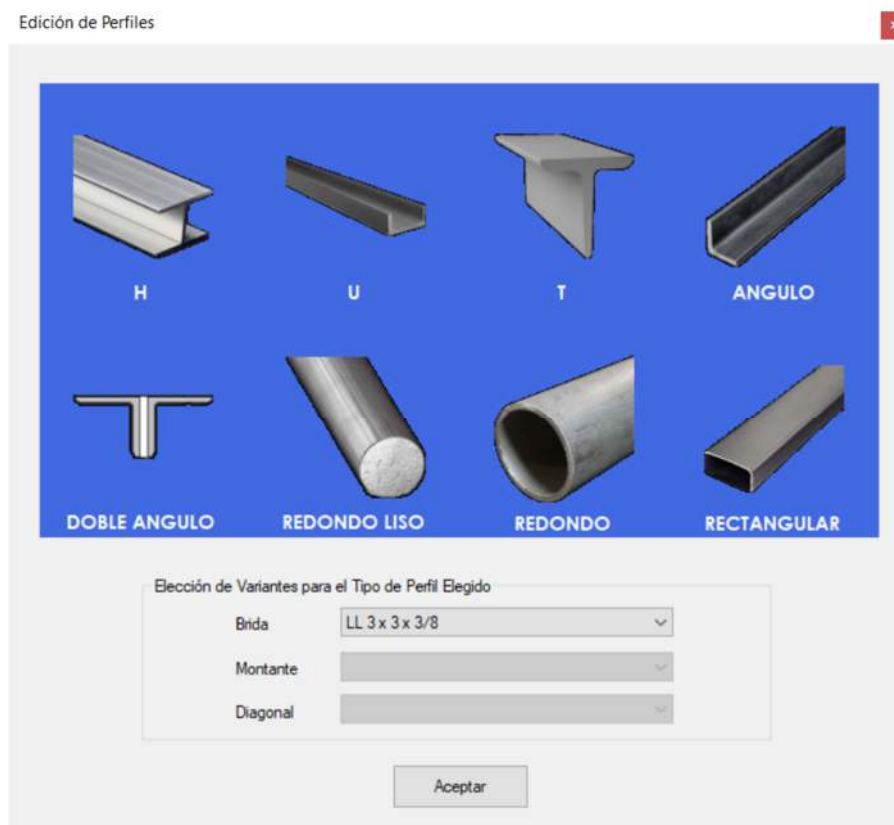 Edición de Perfiles
H U T ANGULO
DOBLE ANGULO REDONDO LISO REDONDO RECTANGULAR
Elección de Variantes para el Tipo de Perfil Elegido
Brida LL 3 x 3 x 3/8
Montante
Diagonal
Aceptar